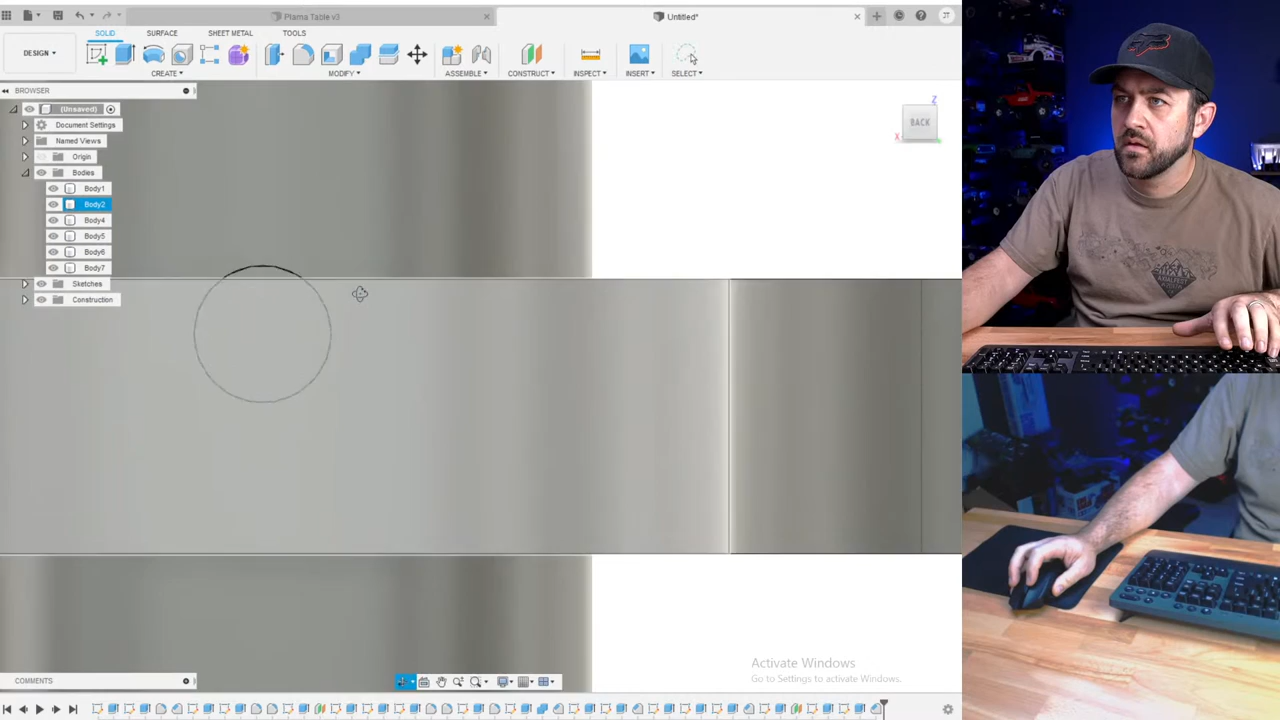 Plama Table v3
Untitled*
JT
DESIGN
SOLID
SURFACE
SHEET METAL
TOOLS
CREATE
MODIFY
ASSEMBLE
CONSTRUCT
INSPECT
INSERT
SELECT
BROWSER
(Unsaved)
Document Settings
Named Views
Origin
Bodies
Body1
Body2
Body4
Body5
Body6
Body7
Sketches
Construction
Z
BACK
X
Activate Windows
Go to Settings to activate Windows.
COMMENTS